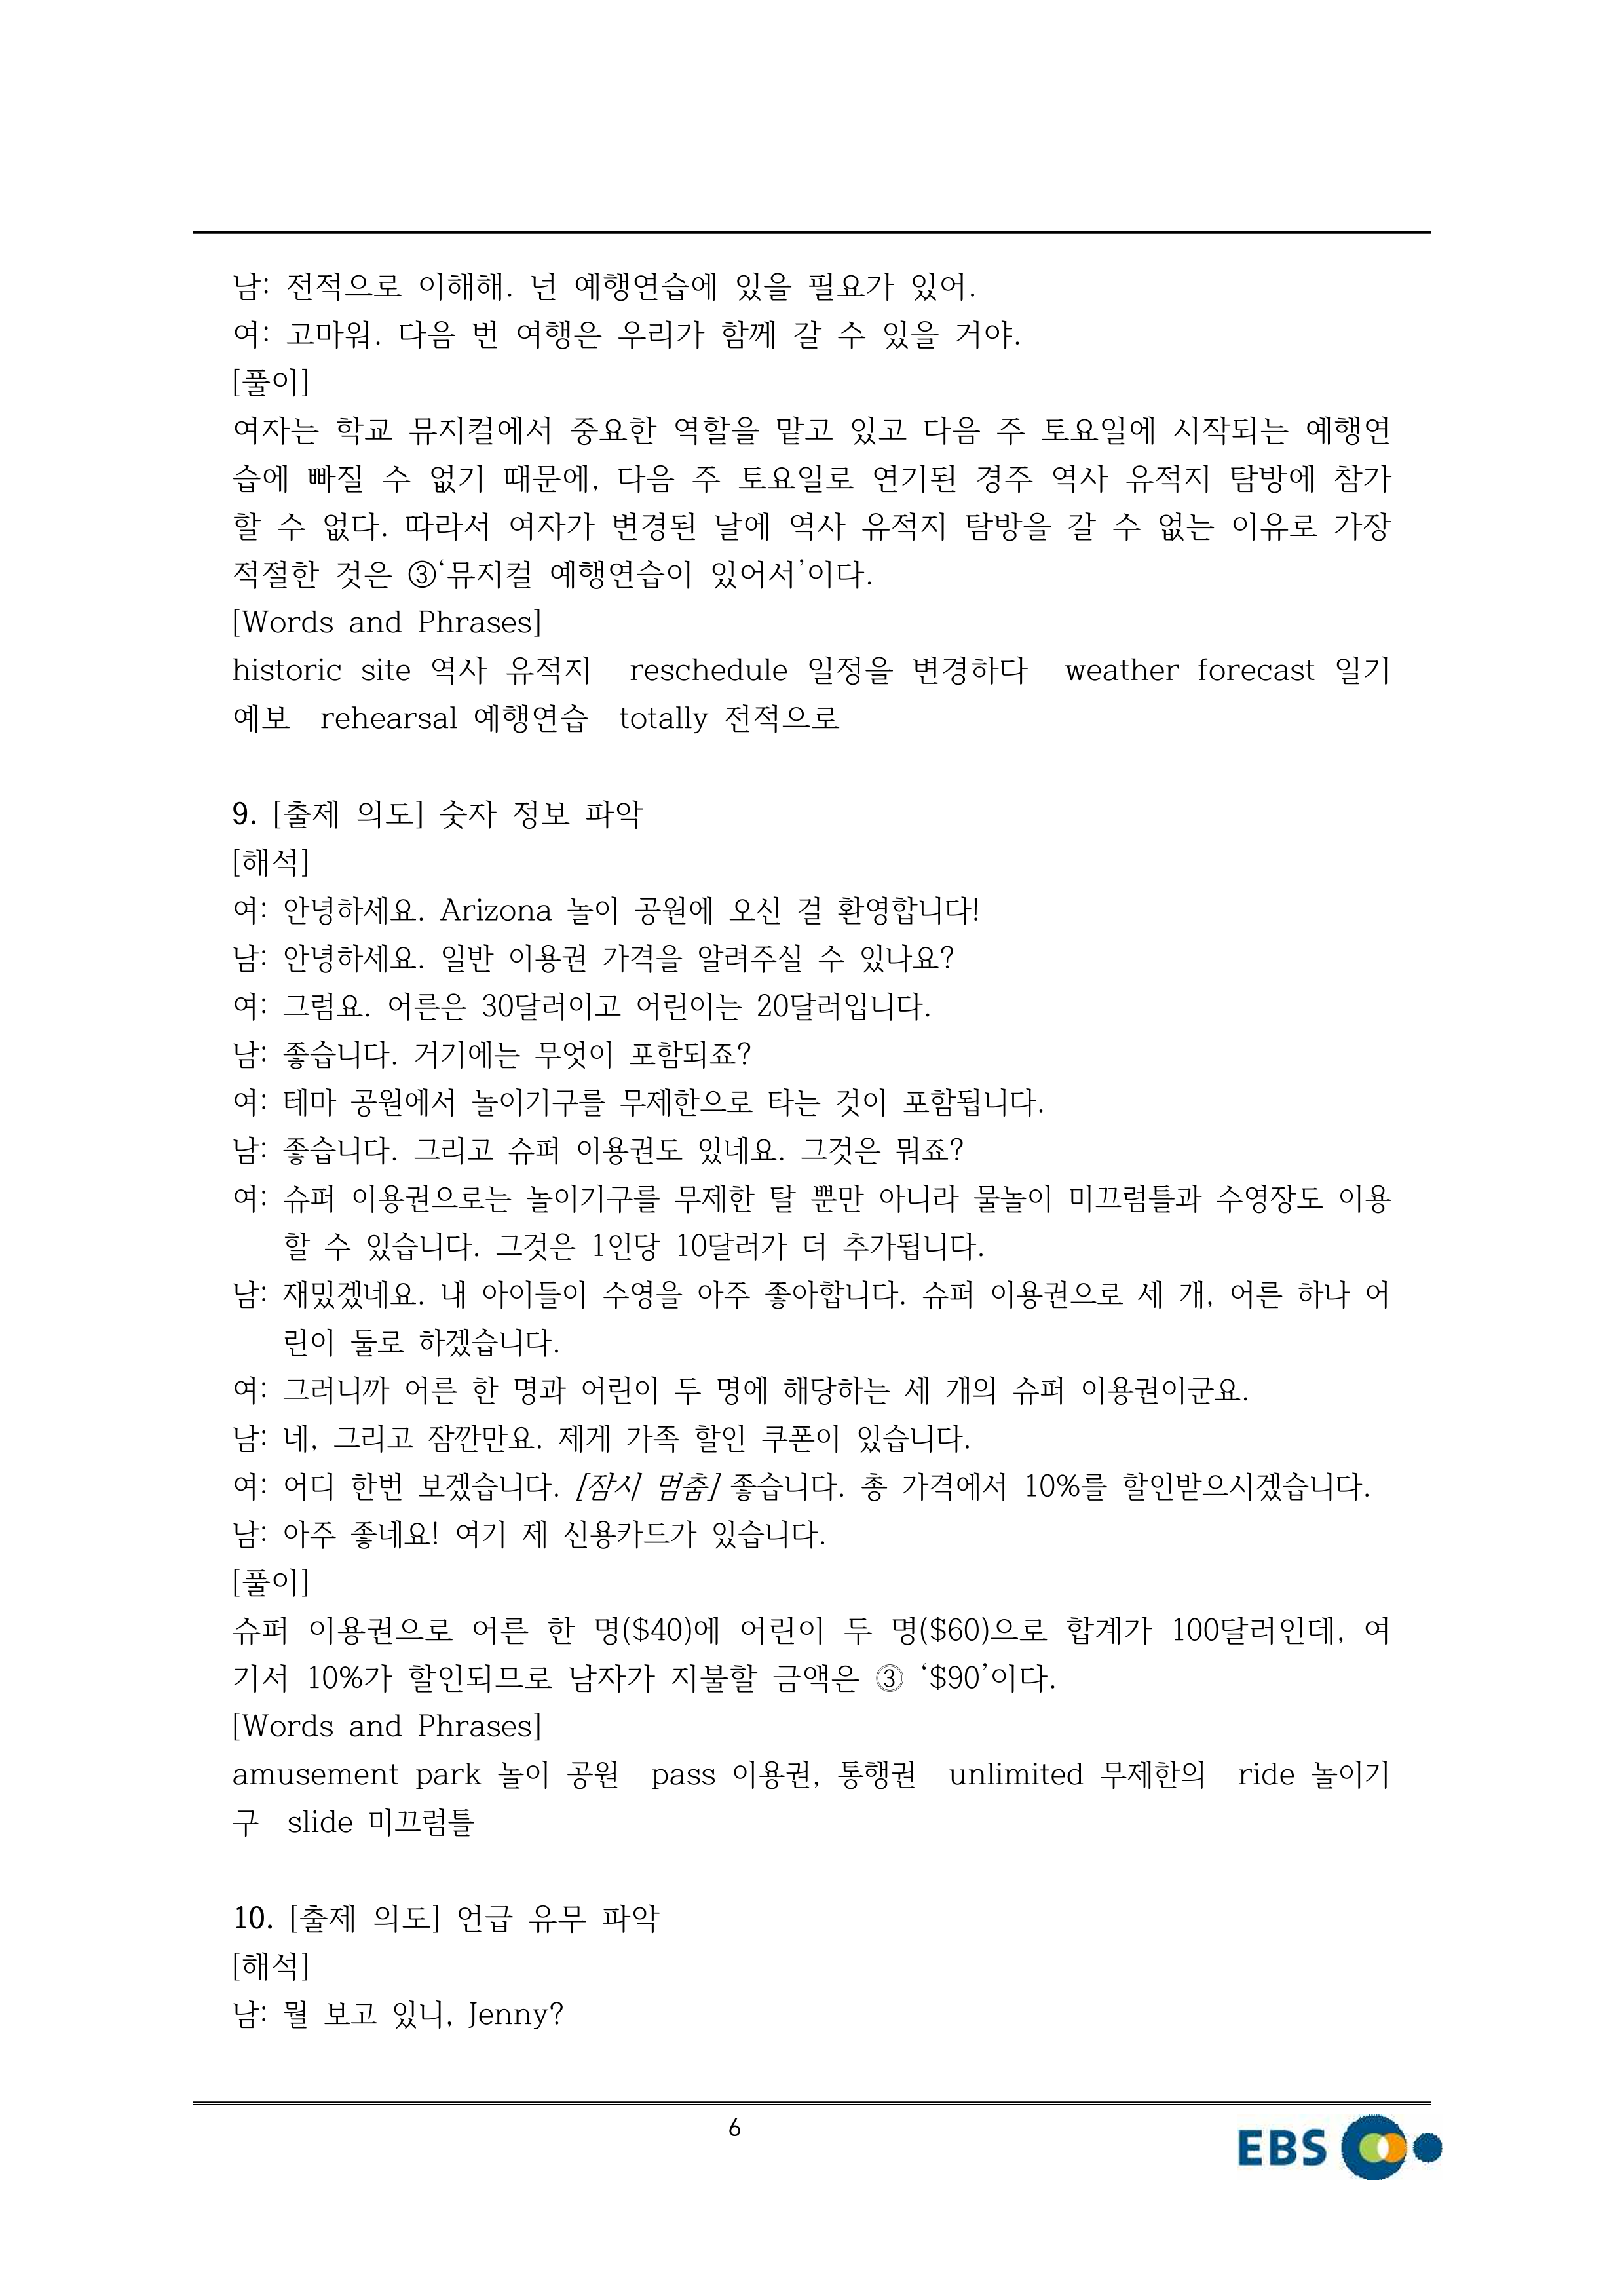 남: 전적으로 이해해. 넌 예행연습에 있을 필요가 있어.
여: 고마워. 다음 번 여행은 우리가 함께 갈 수 있을 거야.
[풀이]
여자는 학교 뮤지컬에서 중요한 역할을 맡고 있고 다음 주 토요일에 시작되는 예행연
습에 빠질 수 없기 때문에, 다음 주 토요일로 연기된 경주 역사 유적지 탐방에 참가
할 수 없다. 따라서 여자가 변경된 날에 역사 유적지 탐방을 갈 수 없는 이유로 가장
적절한 것은 ③‘뮤지컬 예행연습이 있어서’이다.
[Words and Phrases]
historic site 역사 유적지  reschedule 일정을 변경하다  weather forecast 일기
예보  rehearsal 예행연습  totally 전적으로
9. [출제 의도] 숫자 정보 파악
[해석]
여: 안녕하세요. Arizona 놀이 공원에 오신 걸 환영합니다!
남: 안녕하세요. 일반 이용권 가격을 알려주실 수 있나요?
여: 그럼요. 어른은 30달러이고 어린이는 20달러입니다.
남: 좋습니다. 거기에는 무엇이 포함되죠?
여: 테마 공원에서 놀이기구를 무제한으로 타는 것이 포함됩니다.
남: 좋습니다. 그리고 슈퍼 이용권도 있네요. 그것은 뭐죠?
여: 슈퍼 이용권으로는 놀이기구를 무제한 탈 뿐만 아니라 물놀이 미끄럼틀과 수영장도 이용
할 수 있습니다. 그것은 1인당 10달러가 더 추가됩니다.
남: 재밌겠네요. 내 아이들이 수영을 아주 좋아합니다. 슈퍼 이용권으로 세 개, 어른 하나 어
린이 둘로 하겠습니다.
여: 그러니까 어른 한 명과 어린이 두 명에 해당하는 세 개의 슈퍼 이용권이군요.
남: 네, 그리고 잠깐만요. 제게 가족 할인 쿠폰이 있습니다.
여: 어디 한번 보겠습니다. [잠시 멈춤] 좋습니다. 총 가격에서 10%를 할인받으시겠습니다.
남: 아주 좋네요! 여기 제 신용카드가 있습니다.
[풀이]
슈퍼 이용권으로 어른 한 명($40)에 어린이 두 명($60)으로 합계가 100달러인데, 여
기서 10%가 할인되므로 남자가 지불할 금액은 ③ ‘$90’이다.
[Words and Phrases]
amusement park 놀이 공원  pass 이용권, 통행권  unlimited 무제한의  ride 놀이기
구  slide 미끄럼틀
10. [출제 의도] 언급 유무 파악
[해석]
남: 뭘 보고 있니, Jenny?
6
EBS